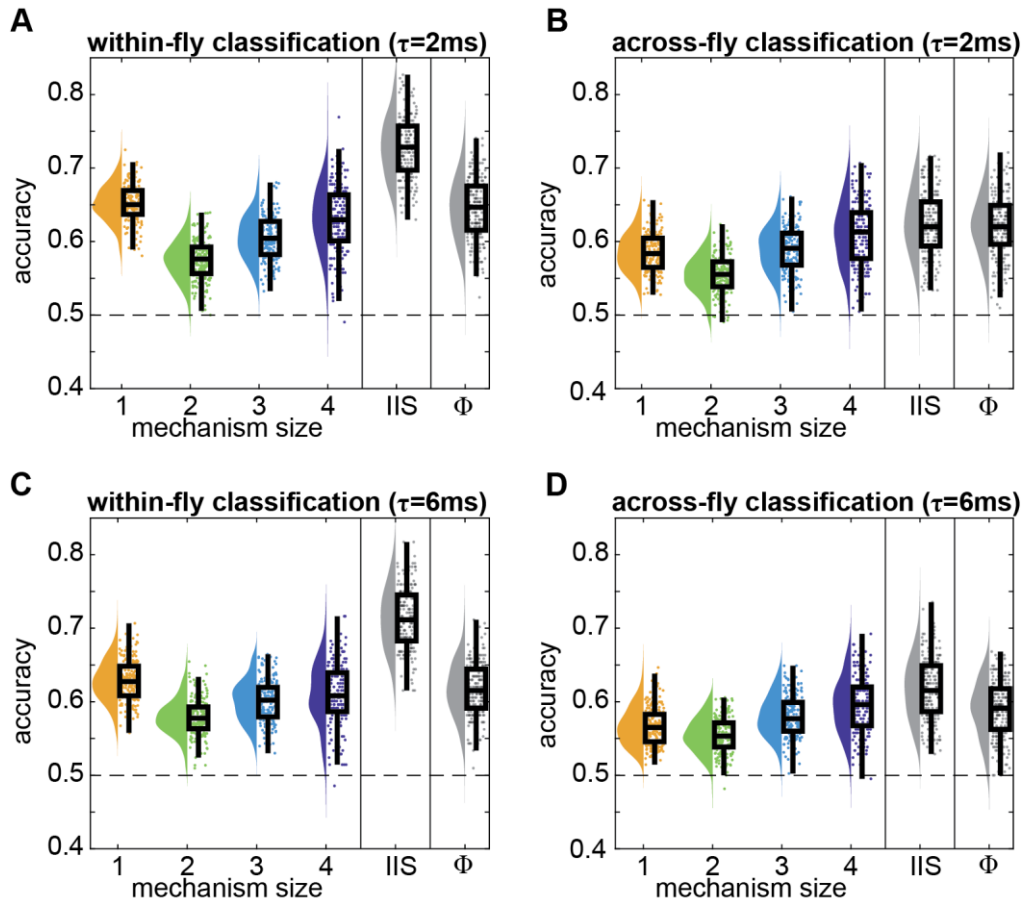 A
within-fly classification (τ=2ms)
accuracy
0.8
0.7
0.6
0.5
0.4
1 2 3 4 IIS Φ
mechanism size
B
across-fly classification (τ=2ms)
accuracy
0.8
0.7
0.6
0.5
0.4
1 2 3 4 IIS Φ
mechanism size
C
within-fly classification (τ=6ms)
accuracy
0.8
0.7
0.6
0.5
0.4
1 2 3 4 IIS Φ
mechanism size
D
across-fly classification (τ=6ms)
accuracy
0.8
0.7
0.6
0.5
0.4
1 2 3 4 IIS Φ
mechanism size